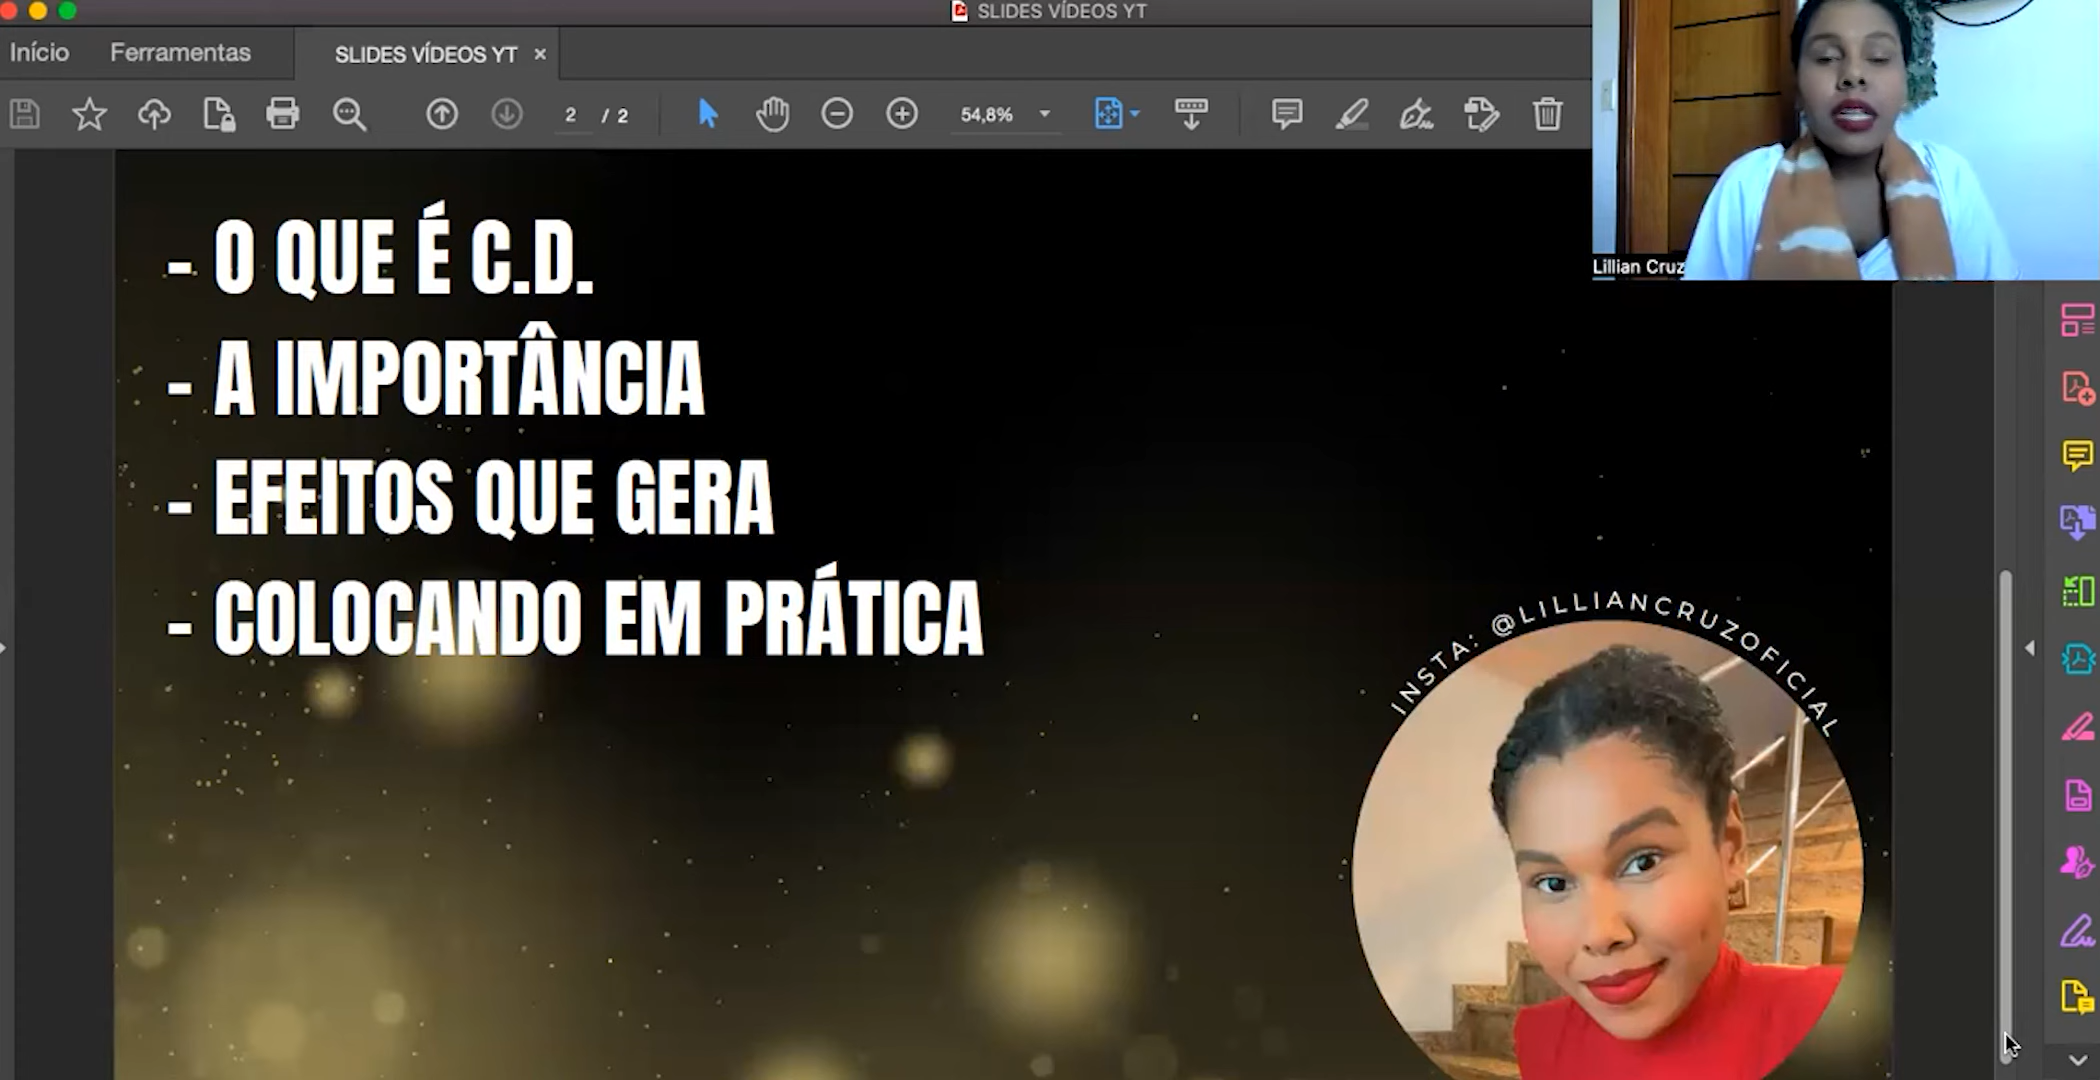 SLIDES VÍDEOS YT
Início
Ferramentas
SLIDES VÍDEOS YT ×
2 / 2
54,8%
Lillian Cruz
- O QUE É C.D.
- A IMPORTÂNCIA
- EFEITOS QUE GERA
- COLOCANDO EM PRÁTICA
INSTA: @LILLIANCRUZOFICIAL